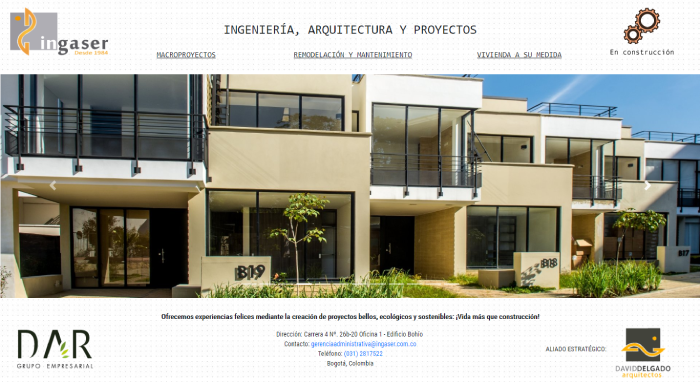 ingaser
Desde 1984
INGENIERÍA, ARQUITECTURA Y PROYECTOS
MACROPROYECTOS
REMODELACIÓN Y MANTENIMIENTO
VIVIENDA A SU MEDIDA
En construcción
B19
B18
B17
Ofrecemos experiencias felices mediante la creación de proyectos bellos, ecológicos y sostenibles: ¡Vida más que construcción!
Dirección: Carrera 4 Nº. 26b-20 Oficina 1 - Edificio Bohío
Contacto: gerenciaadministrativa@ingaser.com.co
Teléfono: (031) 2817522
Bogotá, Colombia
DAR
GRUPO EMPRESARIAL
ALIADO ESTRATÉGICO:
DAVIDDELGADO
arquitectos